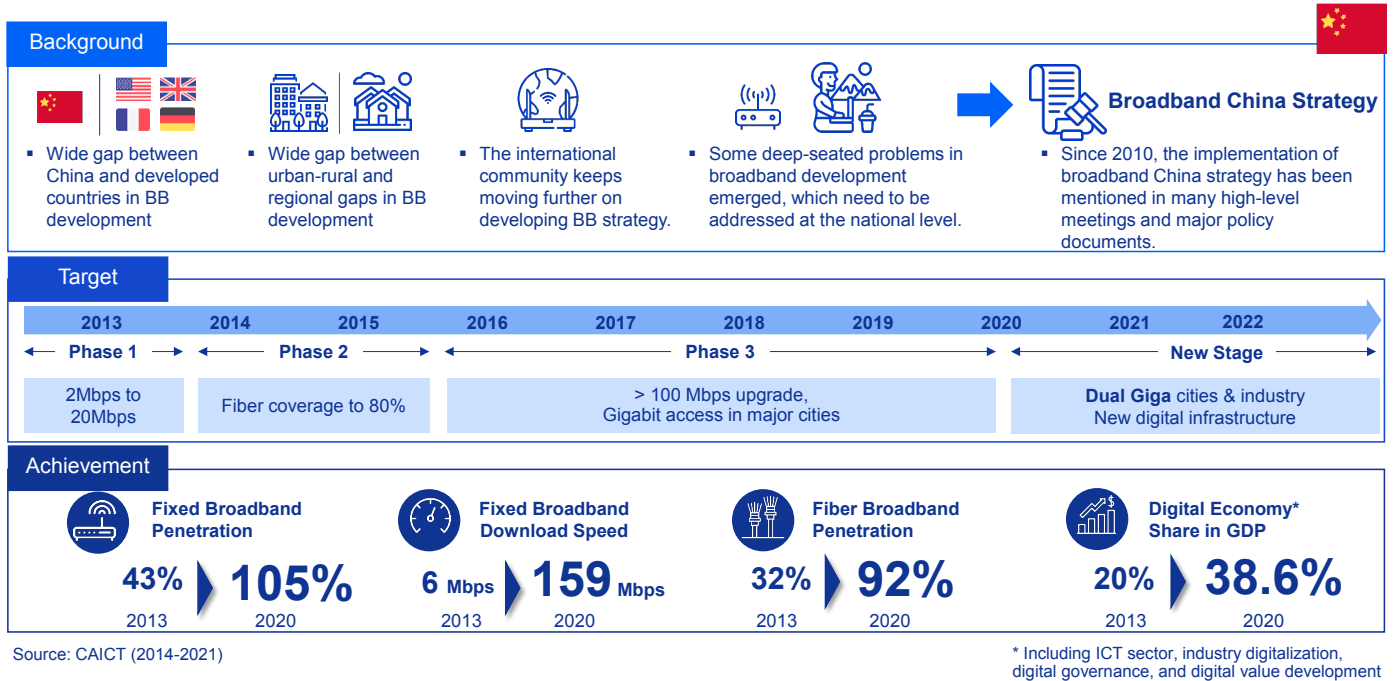 Background
Broadband China Strategy
▪ Wide gap between
China and developed
countries in BB
development
▪ Wide gap between
urban-rural and
regional gaps in BB
development
▪ The international
community keeps
moving further on
developing BB strategy.
▪ Some deep-seated problems in
broadband development
emerged, which need to be
addressed at the national level.
▪ Since 2010, the implementation of
broadband China strategy has been
mentioned in many high-level
meetings and major policy
documents.
Target
2013 2014 2015 2016 2017 2018 2019 2020 2021 2022
Phase 1 Phase 2 Phase 3 New Stage
2Mbps to
20Mbps
Fiber coverage to 80%
> 100 Mbps upgrade,
Gigabit access in major cities
Dual Giga cities & industry
New digital infrastructure
Achievement
Fixed Broadband
Penetration
43% 105%
2013 2020
Fixed Broadband
Download Speed
6 Mbps 159 Mbps
2013 2020
Fiber Broadband
Penetration
32% 92%
2013 2020
$
Digital Economy*
Share in GDP
20% 38.6%
2013 2020
Source: CAICT (2014-2021)
* Including ICT sector, industry digitalization,
digital governance, and digital value development